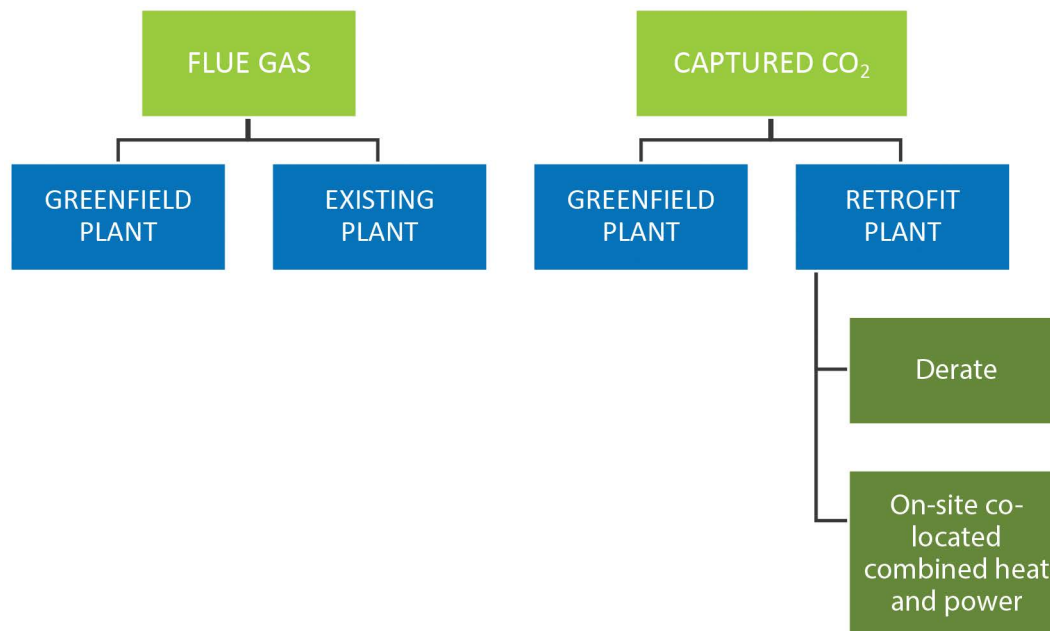 FLUE GAS
CAPTURED CO₂
GREENFIELD
PLANT
EXISTING
PLANT
GREENFIELD
PLANT
RETROFIT
PLANT
Derate
On-site co-
located
combined heat
and power